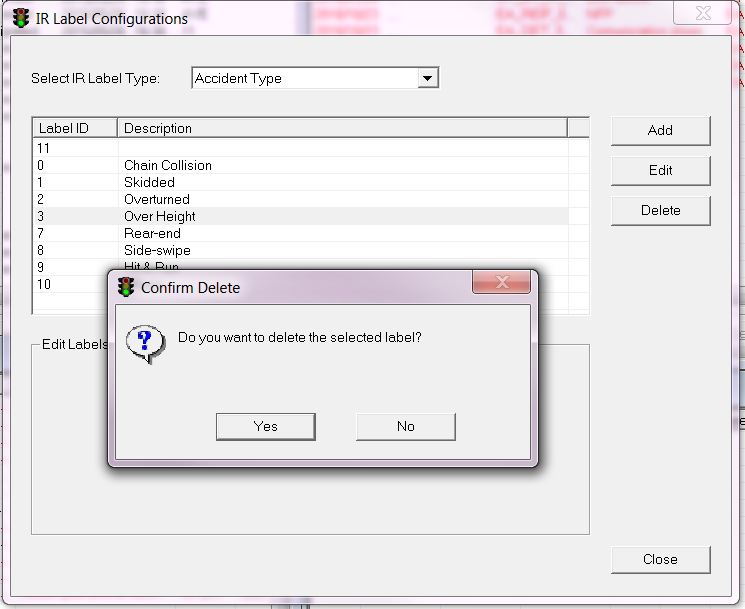 IR Label Configurations
Select IR Label Type: Accident Type
Label ID Description
11
0 Chain Collision
1 Skidded
2 Overturned
3 Over Height
7 Rear-end
8 Side-swipe
9 Hit & Run
10
Add
Edit
Delete
Confirm Delete
Do you want to delete the selected label?
Yes No
Edit Labels
Close